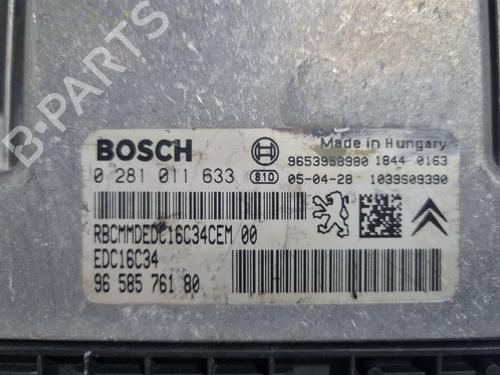 BOSCH
Made in Hungary
9653958980 1844 0163
0 281 011 633 810 05-04-28 1039S09390
RBCMMDEDC16C34CEM 00
EDC16C34
96 585 761 80
B-PARTS